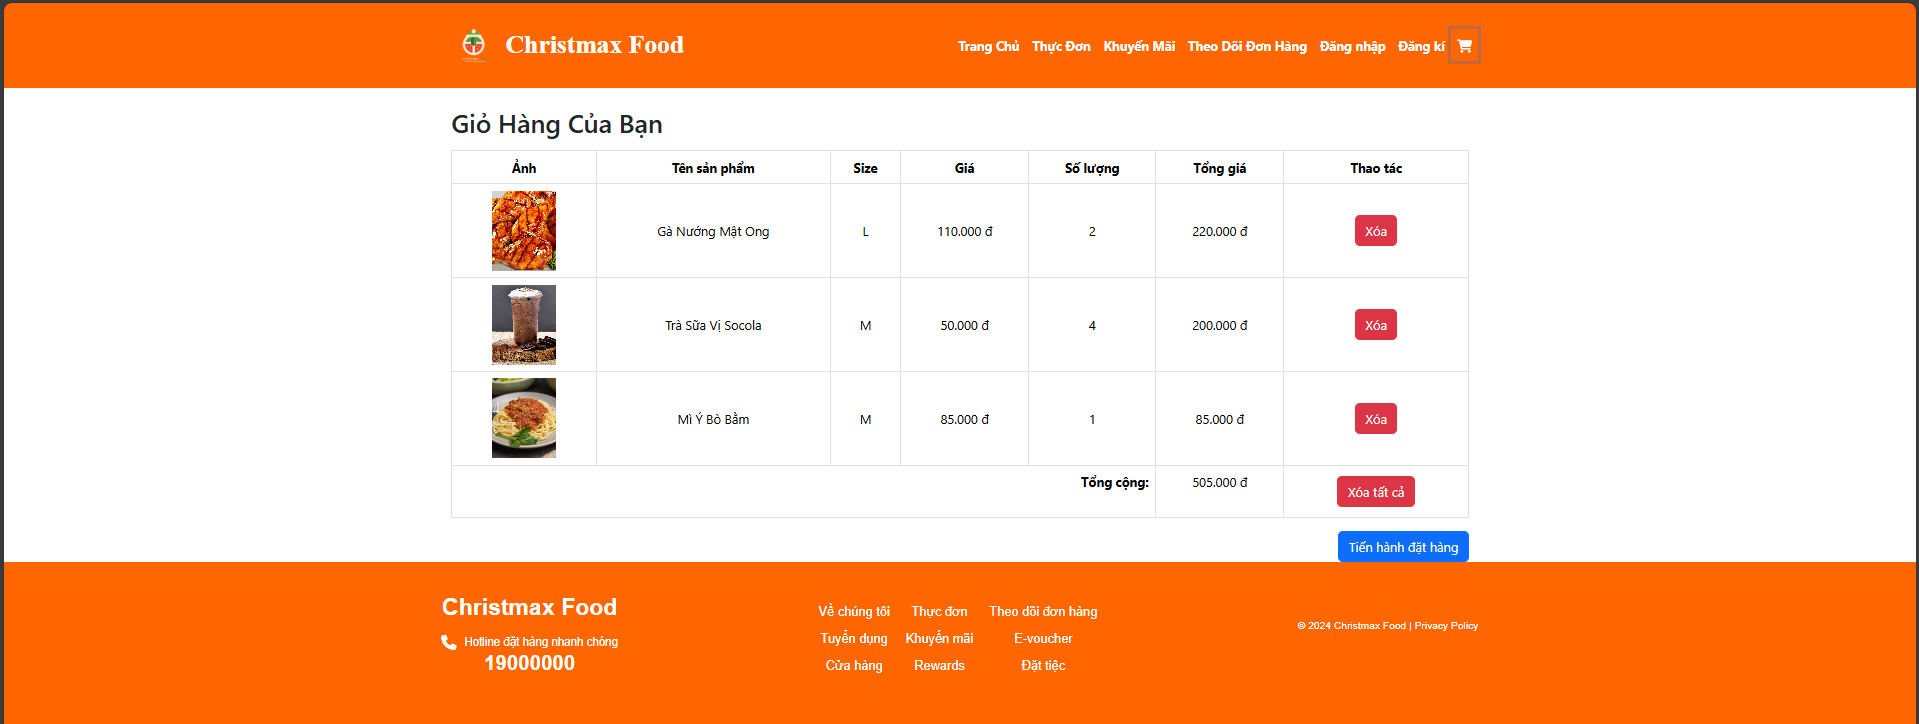 Christmax Food
Trang Chủ Thực Đơn Khuyến Mãi Theo Dõi Đơn Hàng Đăng nhập Đăng kí
Giỏ Hàng Của Bạn
Ảnh Tên sản phẩm Size Giá Số lượng Tổng giá Thao tác
Gà Nướng Mật Ong L 110.000 đ 2 220.000 đ Xóa
Trà Sữa Vị Socola M 50.000 đ 4 200.000 đ Xóa
Mì Ý Bò Bằm M 85.000 đ 1 85.000 đ Xóa
Tổng cộng: 505.000 đ Xóa tất cả
Tiến hành đặt hàng
Christmax Food
Hotline đặt hàng nhanh chóng
19000000
Về chúng tôi Thực đơn Theo dõi đơn hàng
Tuyển dụng Khuyến mãi E-voucher
Cửa hàng Rewards Đặt tiệc
© 2024 Christmax Food | Privacy Policy